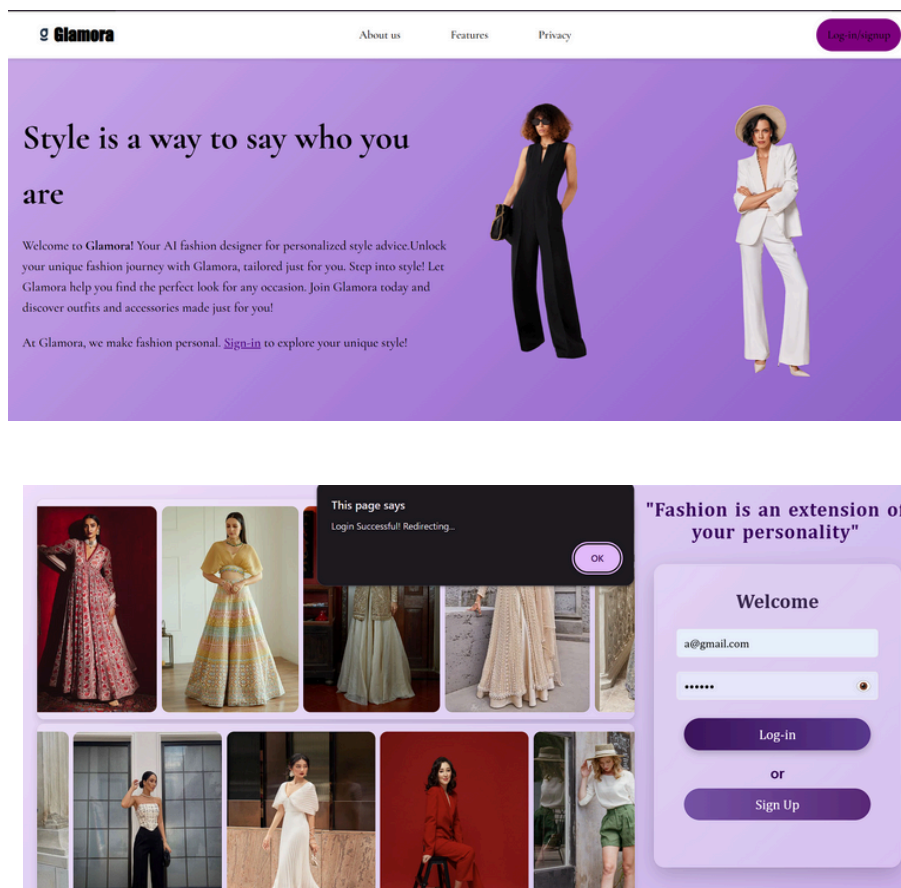 g Glamora
About us
Features
Privacy
Log-in/signup
Style is a way to say who you
are
Welcome to Glamora! Your AI fashion designer for personalized style advice.Unlock
your unique fashion journey with Glamora, tailored just for you. Step into style! Let
Glamora help you find the perfect look for any occasion. Join Glamora today and
discover outfits and accessories made just for you!
At Glamora, we make fashion personal. Sign-in to explore your unique style!
This page says
Login Successful! Redirecting...
OK
"Fashion is an extension of
your personality"
Welcome
a@gmail.com
••••••
Log-in
or
Sign Up